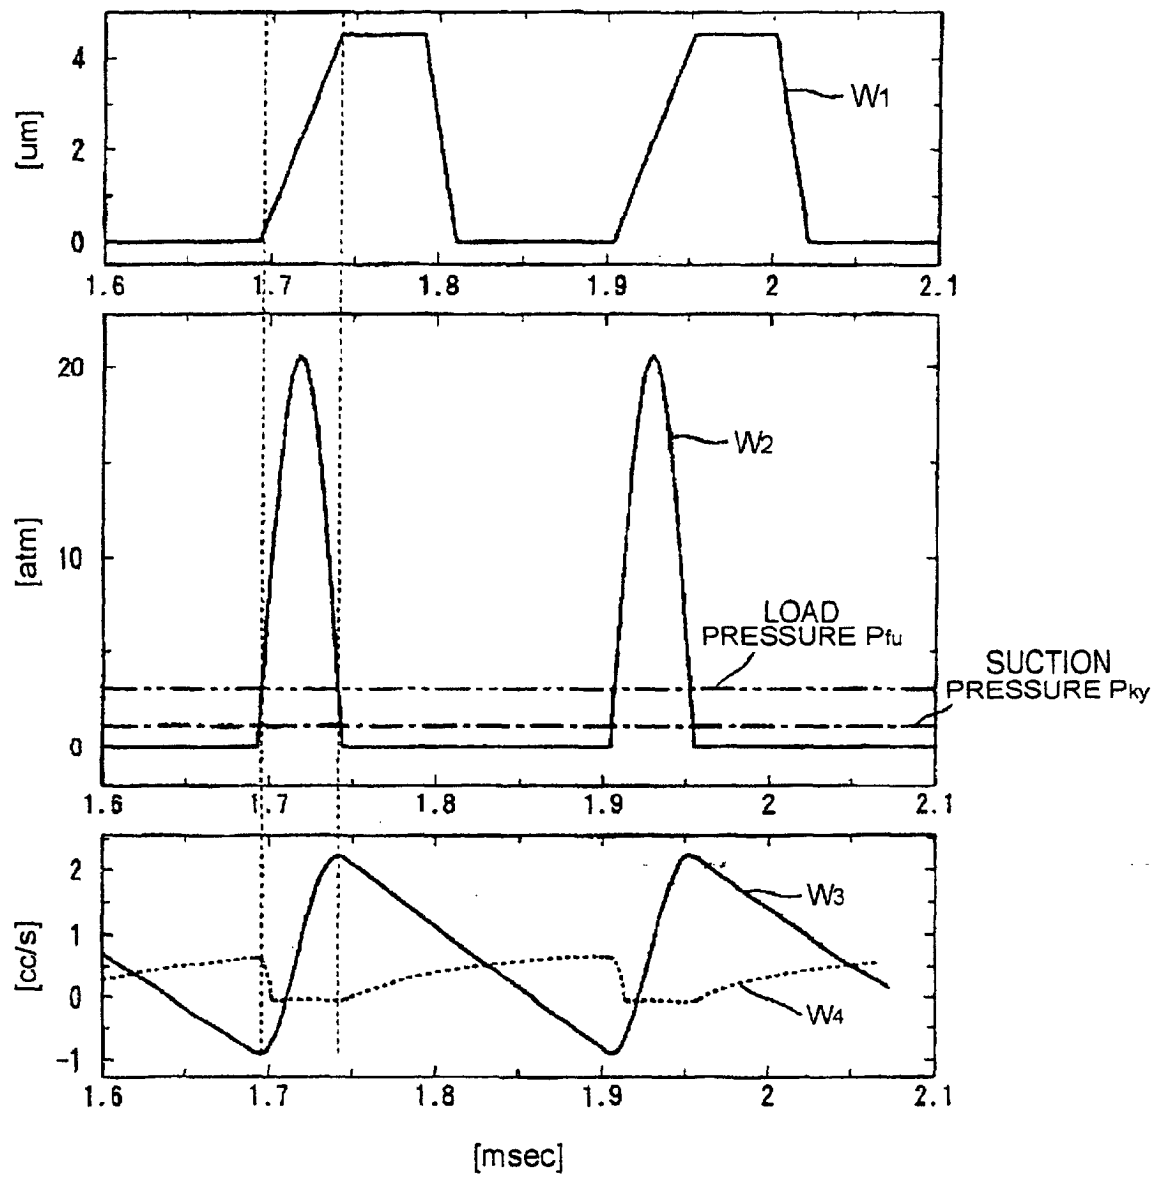 4
2
0
[um]
W1
1.6 1.7 1.8 1.9 2 2.1
20
10
0
[atm]
W2
LOAD
PRESSURE Pfu
SUCTION
PRESSURE Pky
1.6 1.7 1.8 1.9 2 2.1
2
1
0
-1
[cc/s]
W3
W4
1.6 1.7 1.8 1.9 2 2.1
[msec]